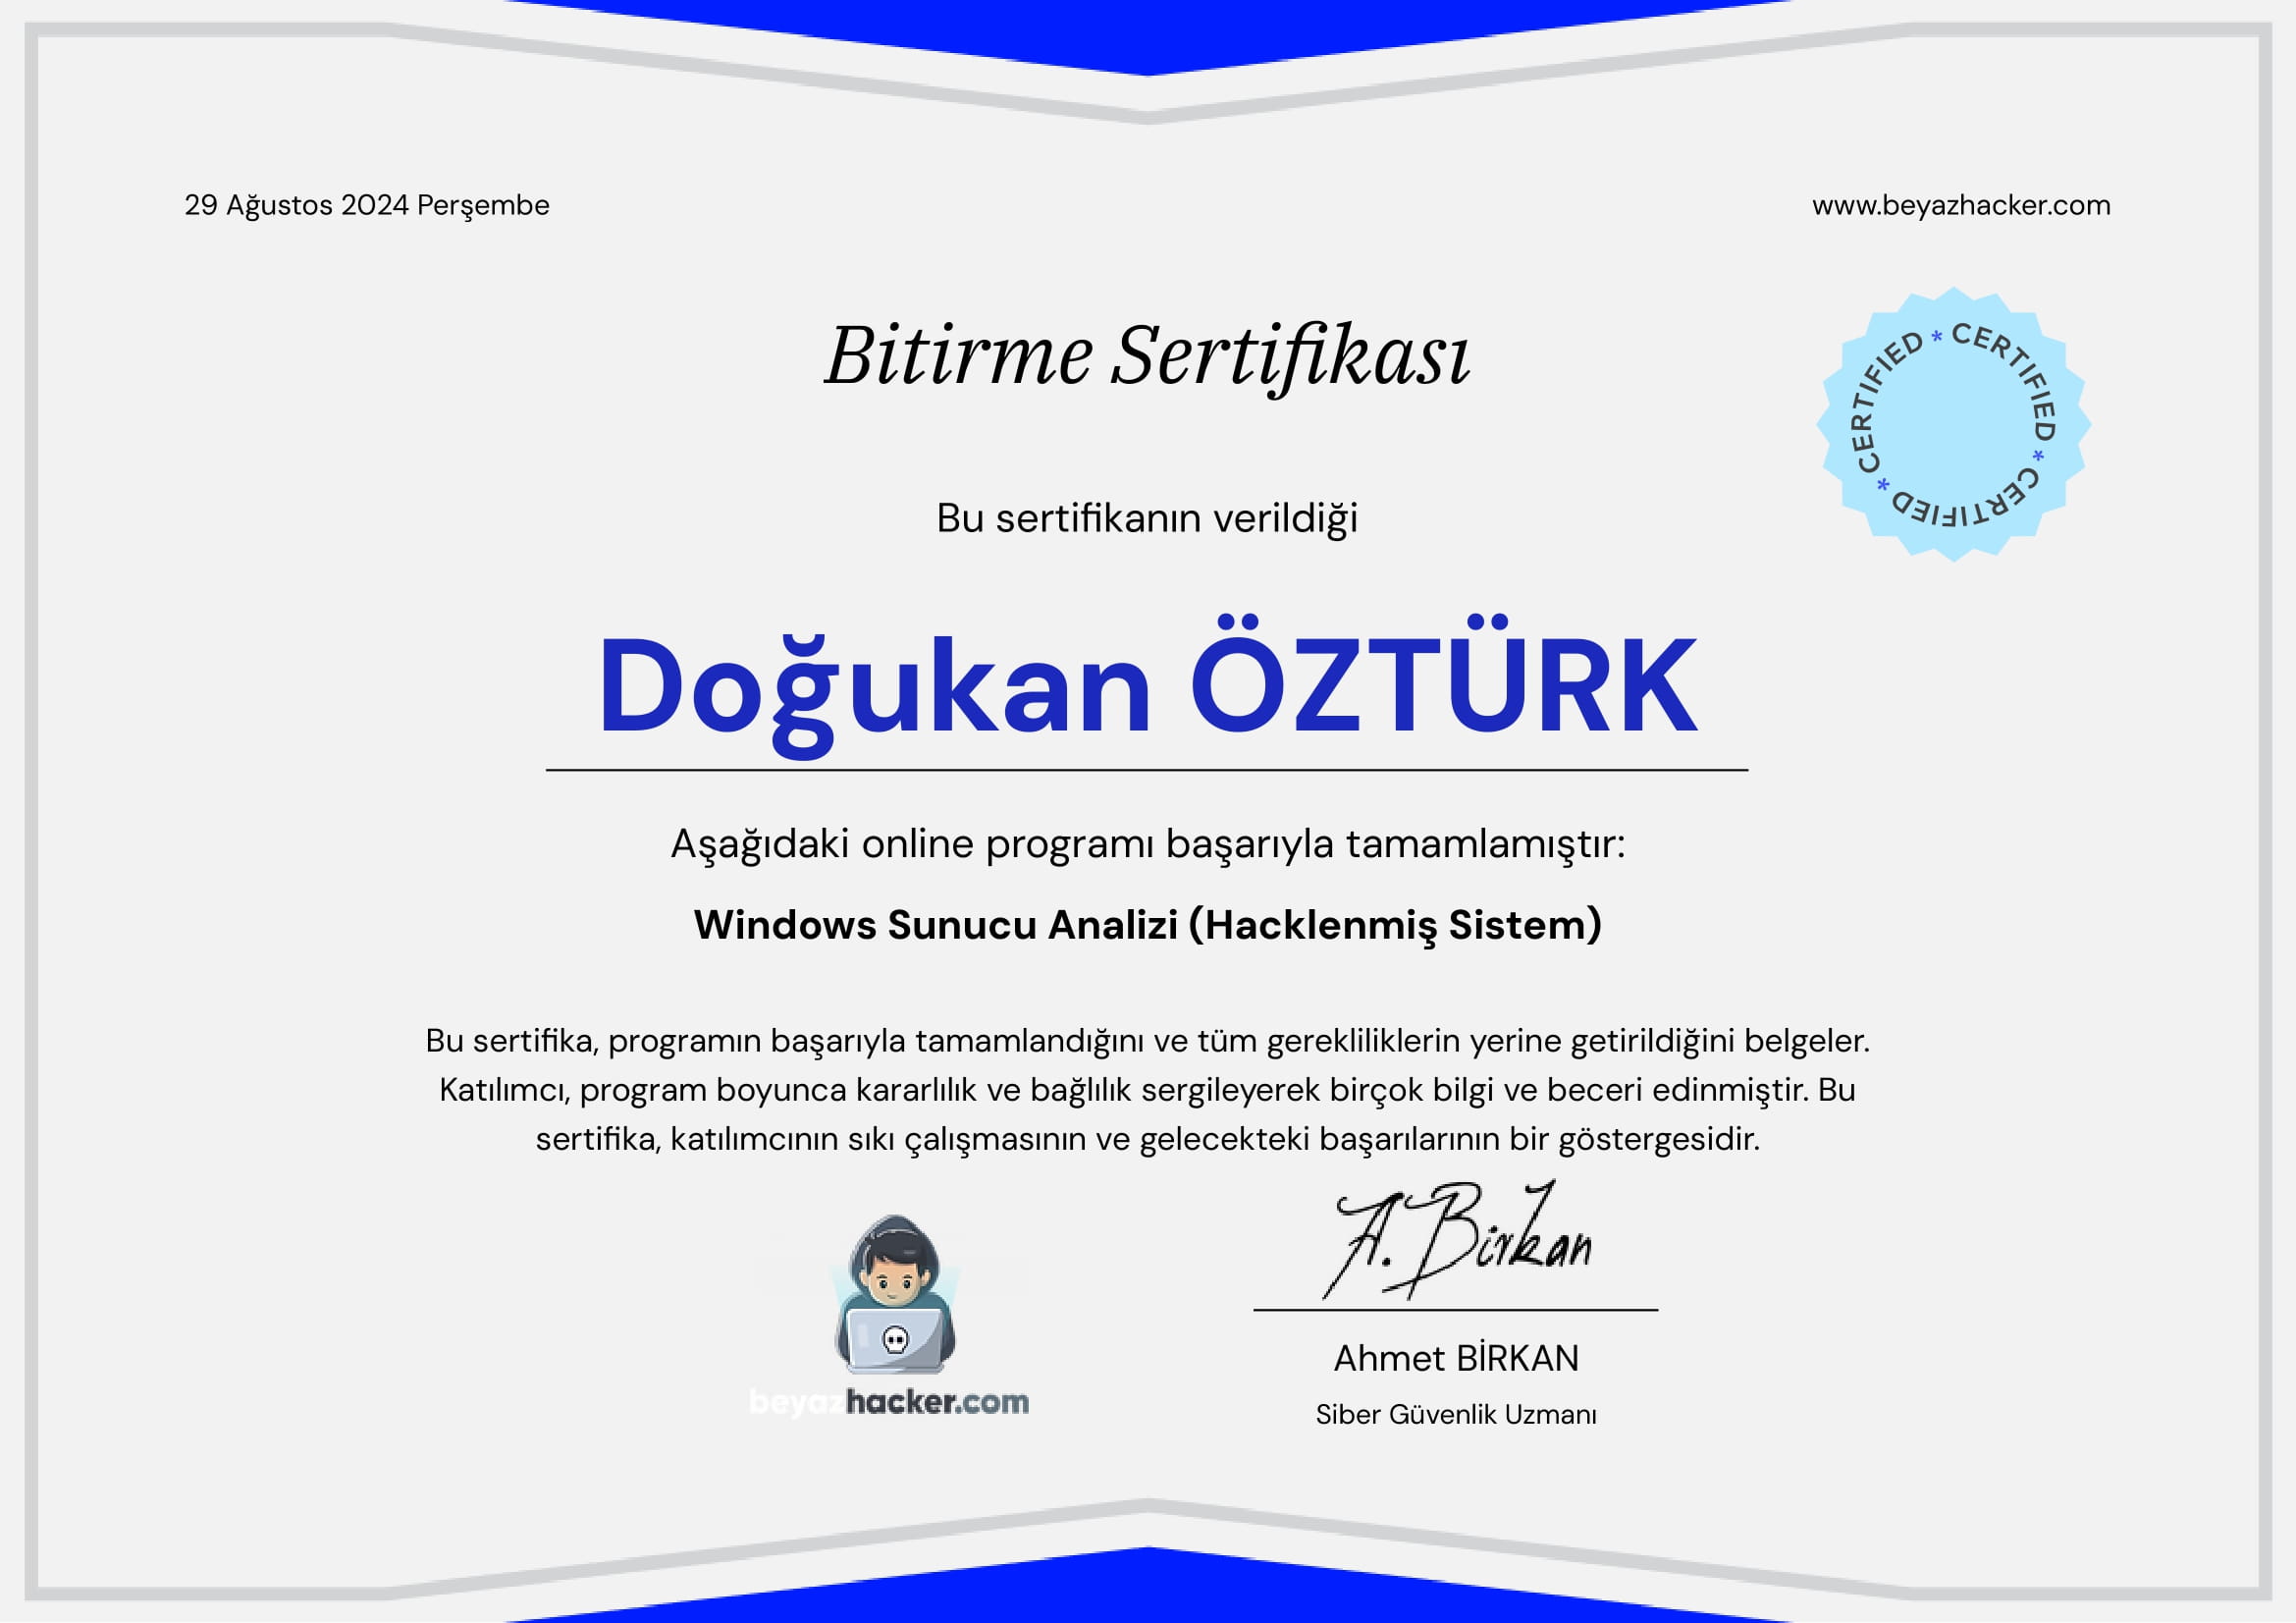 29 Ağustos 2024 Perşembe
www.beyazhacker.com
Bitirme Sertifikası
CERTIFIED * CERTIFIED * CERTIFIED * CERTIFIED
Bu sertifikanın verildiği
Doğukan ÖZTÜRK
Aşağıdaki online programı başarıyla tamamlamıştır:
Windows Sunucu Analizi (Hacklenmiş Sistem)
Bu sertifika, programın başarıyla tamamlandığını ve tüm gerekliliklerin yerine getirildiğini belgeler.
Katılımcı, program boyunca kararlılık ve bağlılık sergileyerek birçok bilgi ve beceri edinmiştir. Bu
sertifika, katılımcının sıkı çalışmasının ve gelecekteki başarılarının bir göstergesidir.
A. Birkan
beyazhacker.com
Ahmet BİRKAN
Siber Güvenlik Uzmanı